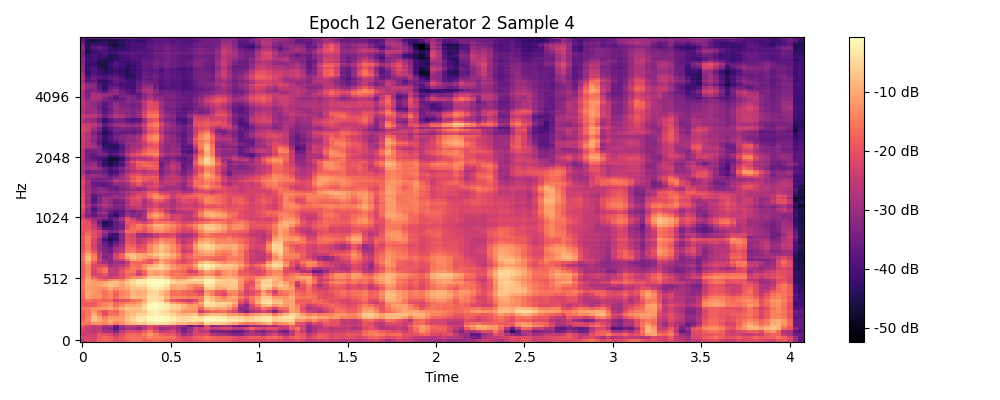 Epoch 12 Generator 2 Sample 4
Hz
4096
2048
1024
512
0
0 0.5 1 1.5 2 2.5 3 3.5 4
Time
-10 dB
-20 dB
-30 dB
-40 dB
-50 dB